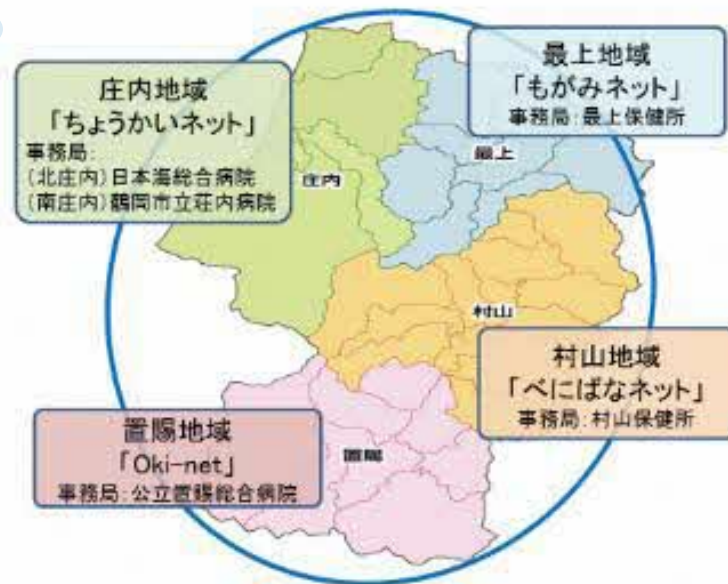 庄内地域
「ちょうかいネット」
事務局：
（北庄内）日本海総合病院
（南庄内）鶴岡市立荘内病院
最上地域
「もがみネット」
事務局：最上保健所
最上
庄内
村山
村山地域
「べにばなネット」
事務局：村山保健所
置賜地域
「Oki-net」
事務局：公立置賜総合病院
置賜